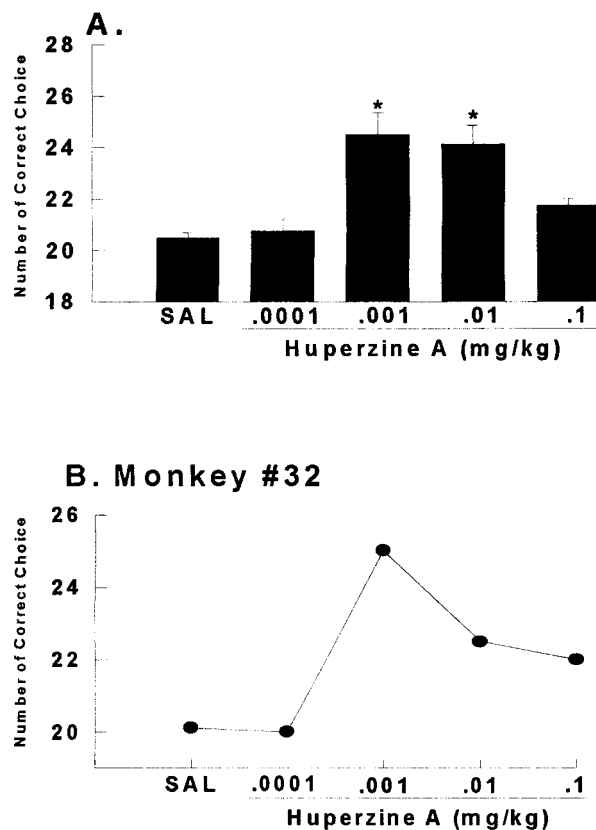 A.
Number of Correct Choice
28
26
24
22
20
18
* *
SAL .0001 .001 .01 .1
Huperzine A (mg/kg)
B. Monkey #32
Number of Correct Choice
26
24
22
20
SAL .0001 .001 .01 .1
Huperzine A (mg/kg)